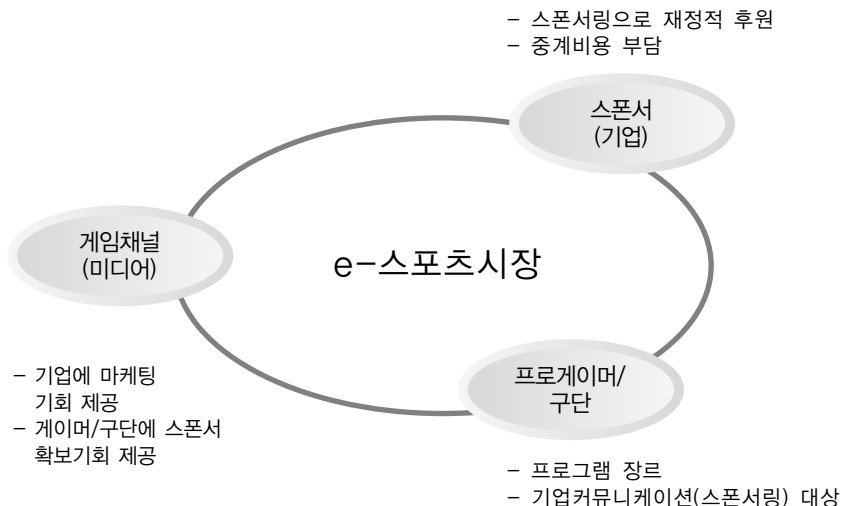 - 스폰서링으로 재정적 후원
- 중계비용 부담
스폰서
(기업)
게임채널
(미디어)
e-스포츠시장
- 기업에 마케팅
기회 제공
- 게이머/구단에 스폰서
확보기회 제공
프로게이머/
구단
- 프로그램 장르
- 기업커뮤니케이션(스폰서링) 대상